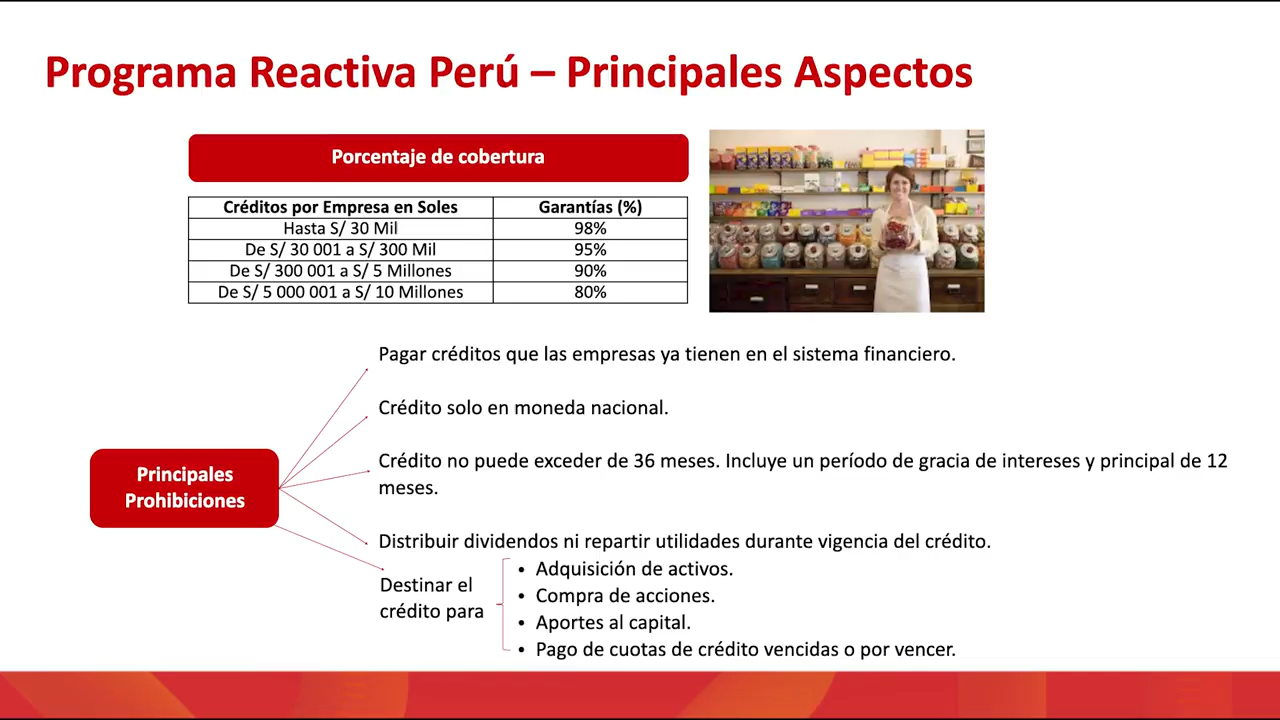 Programa Reactiva Perú – Principales Aspectos
Porcentaje de cobertura
Créditos por Empresa en Soles Garantías (%)
Hasta S/ 30 Mil 98%
De S/ 30 001 a S/ 300 Mil 95%
De S/ 300 001 a S/ 5 Millones 90%
De S/ 5 000 001 a S/ 10 Millones 80%
Principales
Prohibiciones
Pagar créditos que las empresas ya tienen en el sistema financiero.
Crédito solo en moneda nacional.
Crédito no puede exceder de 36 meses. Incluye un período de gracia de intereses y principal de 12
meses.
Distribuir dividendos ni repartir utilidades durante vigencia del crédito.
Destinar el
crédito para
• Adquisición de activos.
• Compra de acciones.
• Aportes al capital.
• Pago de cuotas de crédito vencidas o por vencer.